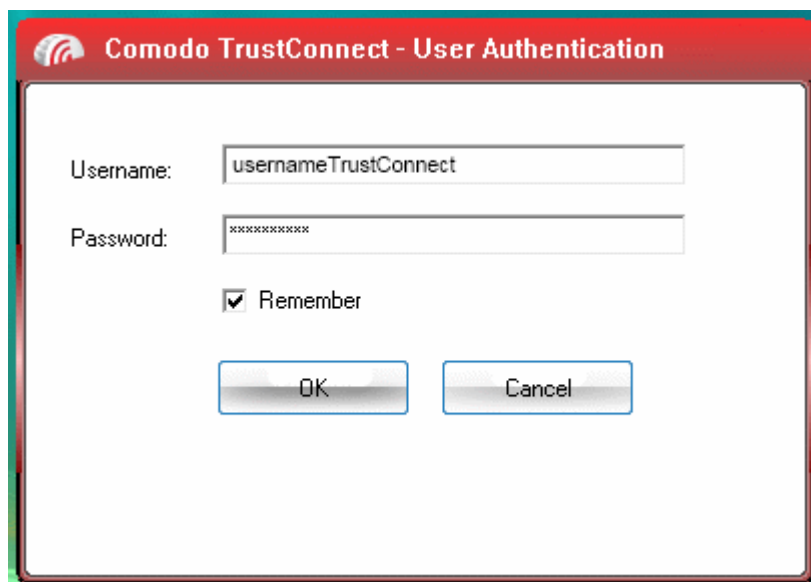 Comodo TrustConnect - User Authentication
Username: usernameTrustConnect
Password: **********
Remember
OK Cancel